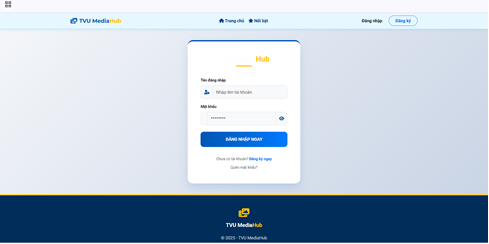 TVU MediaHub
Trang chủ
Nổi bật
Đăng nhập
Đăng ký
Hub
Tên đăng nhập
Nhập tên tài khoản
Mật khẩu
••••••••
ĐĂNG NHẬP NGAY
Chưa có tài khoản? Đăng ký ngay
Quên mật khẩu?
TVU MediaHub
© 2025 - TVU MediaHub